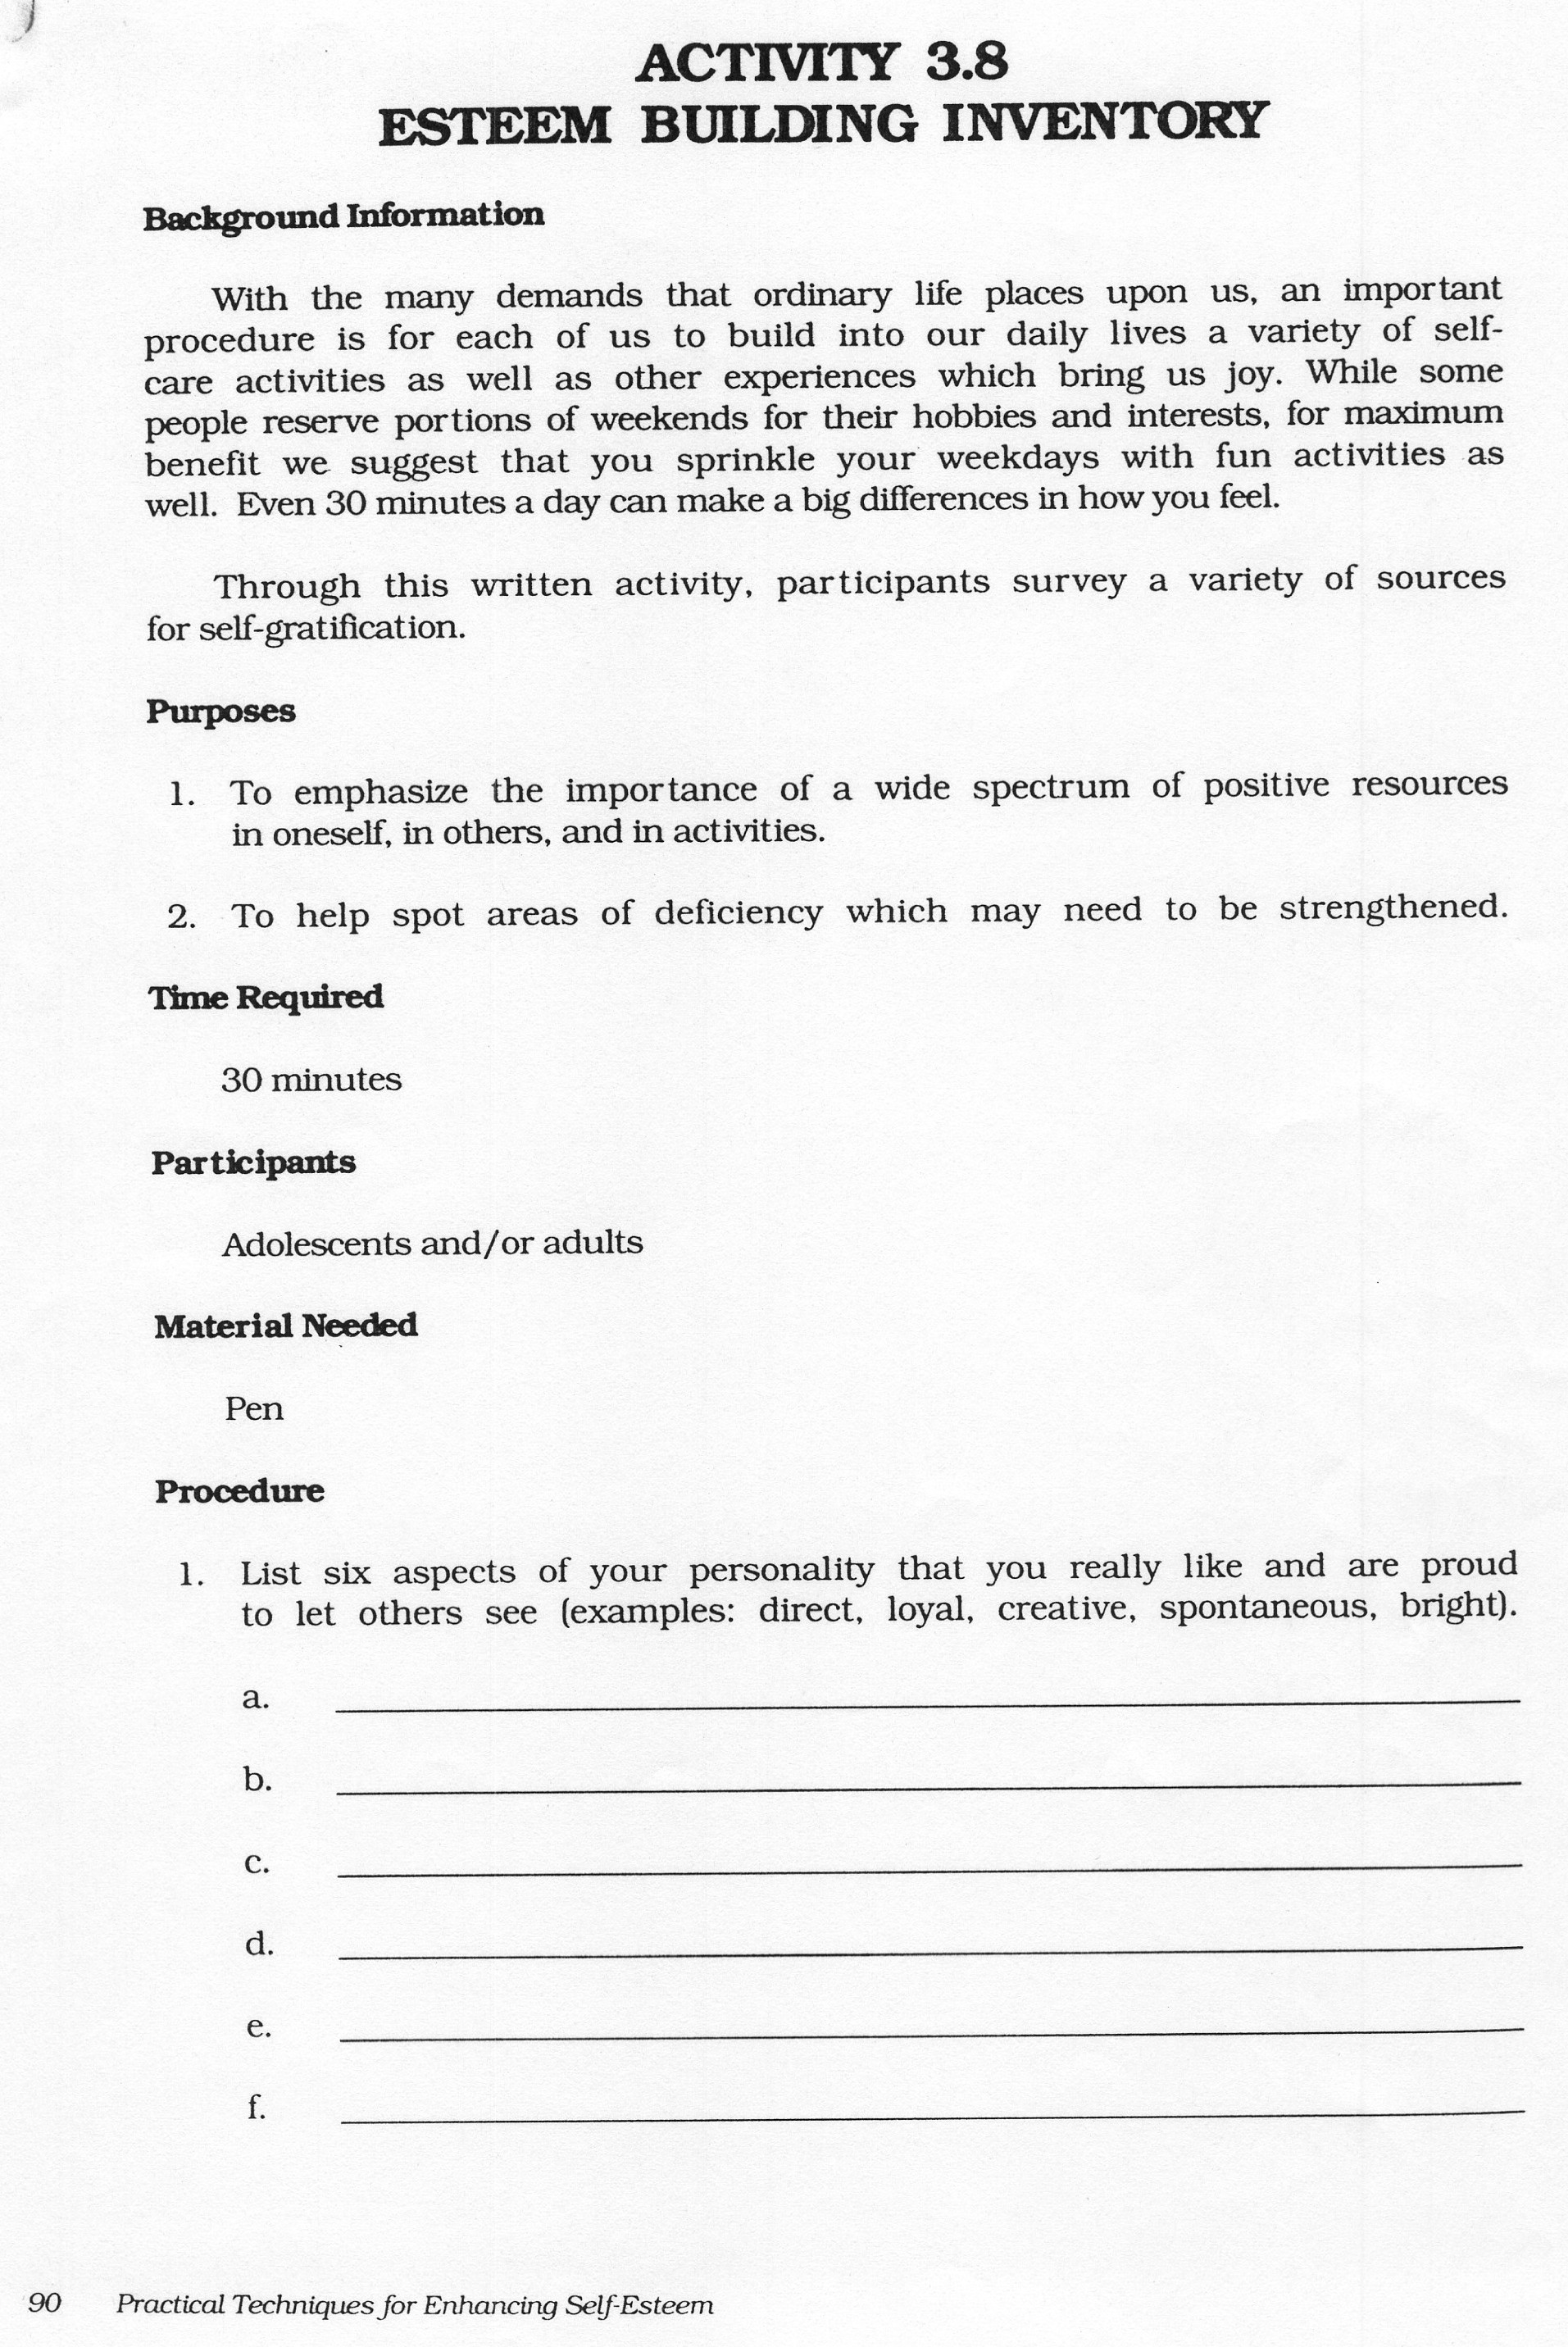 ACTIVITY 3.8
ESTEEM BUILDING INVENTORY
Background Information
With the many demands that ordinary life places upon us, an important
procedure is for each of us to build into our daily lives a variety of self-
care activities as well as other experiences which bring us joy. While some
people reserve portions of weekends for their hobbies and interests, for maximum
benefit we suggest that you sprinkle your weekdays with fun activities as
well. Even 30 minutes a day can make a big differences in how you feel.
Through this written activity, participants survey a variety of sources
for self-gratification.
Purposes
1. To emphasize the importance of a wide spectrum of positive resources
in oneself, in others, and in activities.
2. To help spot areas of deficiency which may need to be strengthened.
Time Required
30 minutes
Participants
Adolescents and/or adults
Material Needed
Pen
Procedure
1. List six aspects of your personality that you really like and are proud
to let others see (examples: direct, loyal, creative, spontaneous, bright).
a.
b.
c.
d.
e.
f.
90 Practical Techniques for Enhancing Self-Esteem